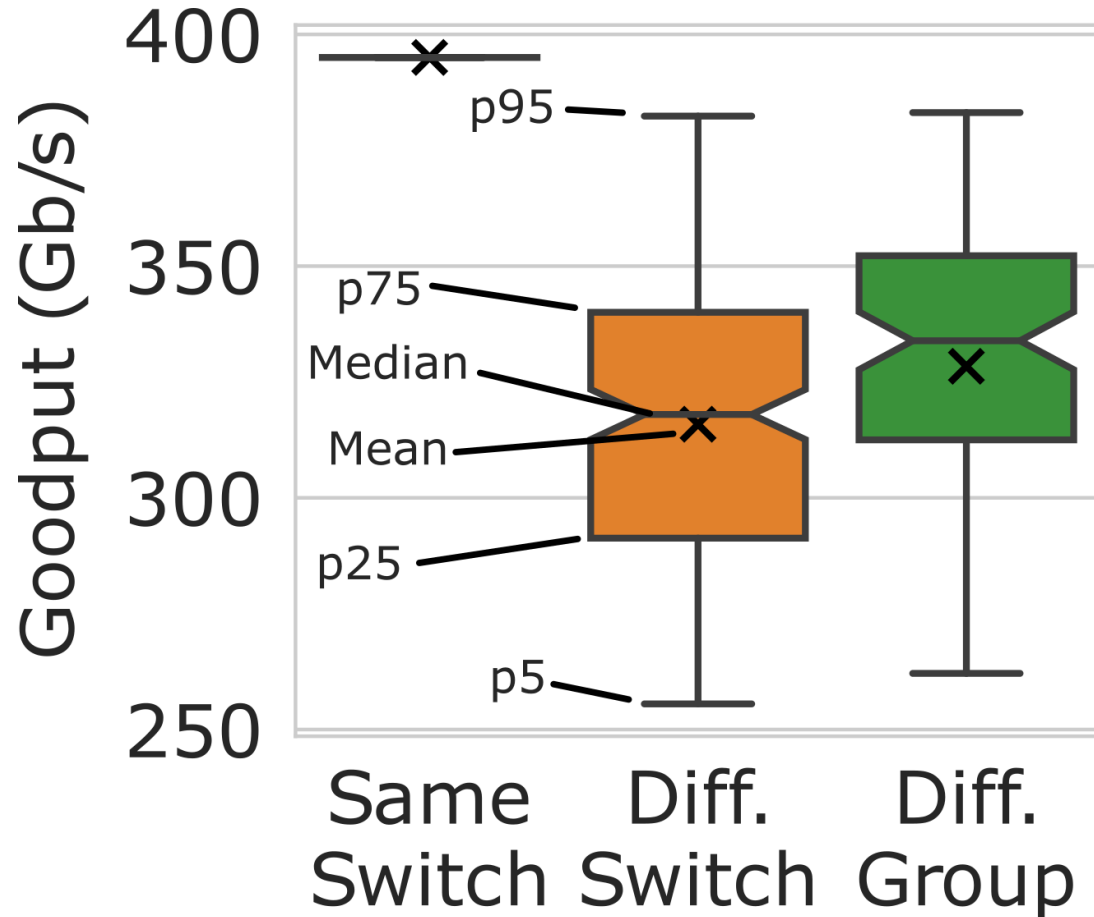 Goodput (Gb/s)
400
350
300
250
p95
p75
Median
Mean
p25
p5
Same
Switch
Diff.
Switch
Diff.
Group